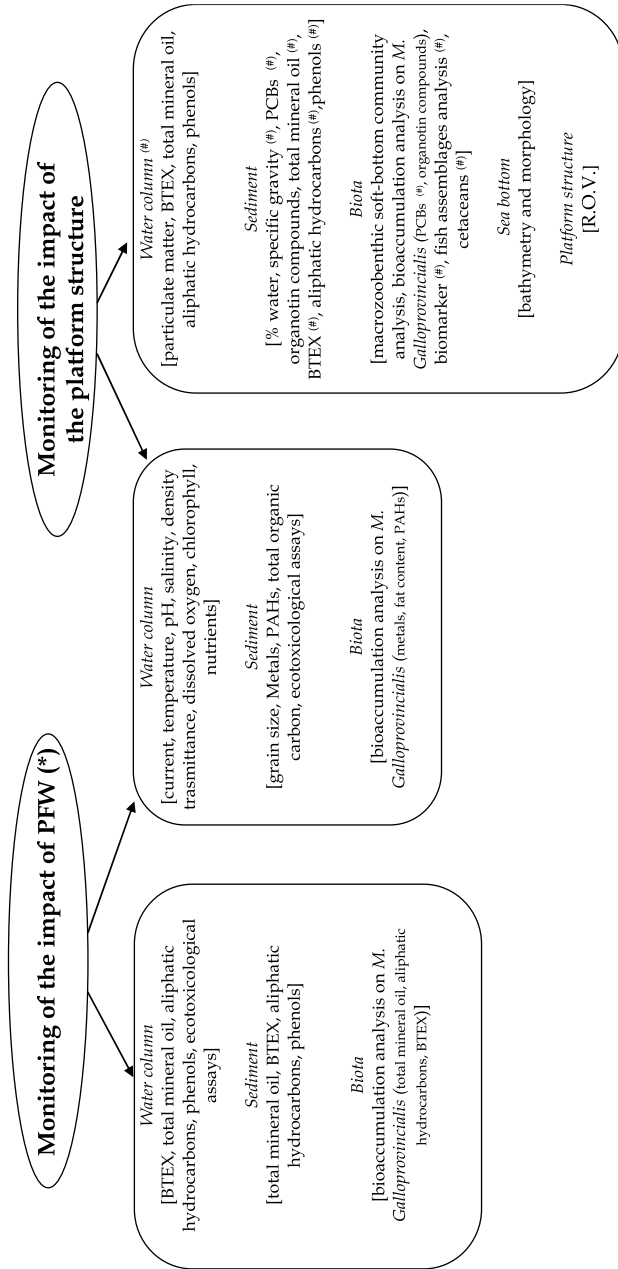 Monitoring of the impact of PFW (*)
Monitoring of the impact of
the platform structure
Water column
[BTEX, total mineral oil, aliphatic
hydrocarbons, phenols, ecotoxicological
assays]
Sediment
[total mineral oil, BTEX, aliphatic
hydrocarbons, phenols]
Biota
[bioaccumulation analysis on M.
Galloprovincialis (total mineral oil, aliphatic
hydrocarbons, BTEX)]
Water column
[current, temperature, pH, salinity, density
trasmittance, dissolved oxygen, chlorophyll,
nutrients]
Sediment
[grain size, Metals, PAHs, total organic
carbon, ecotoxicological assays]
Biota
[bioaccumulation analysis on M.
Galloprovincialis (metals, fat content, PAHs)]
Water column (#)
[particulate matter, BTEX, total mineral oil,
aliphatic hydrocarbons, phenols]
Sediment
[% water, specific gravity (#), PCBs (#),
organotin compounds, total mineral oil (#),
BTEX (#), aliphatic hydrocarbons (#),phenols (#)]
Biota
[macrozoobenthic soft-bottom community
analysis, bioaccumulation analysis on M.
Galloprovincialis (PCBs (#), organotin compounds),
biomarker (#), fish assemblages analysis (#),
cetaceans (#)]
Sea bottom
[bathymetry and morphology]
Platform structure
[R.O.V.]